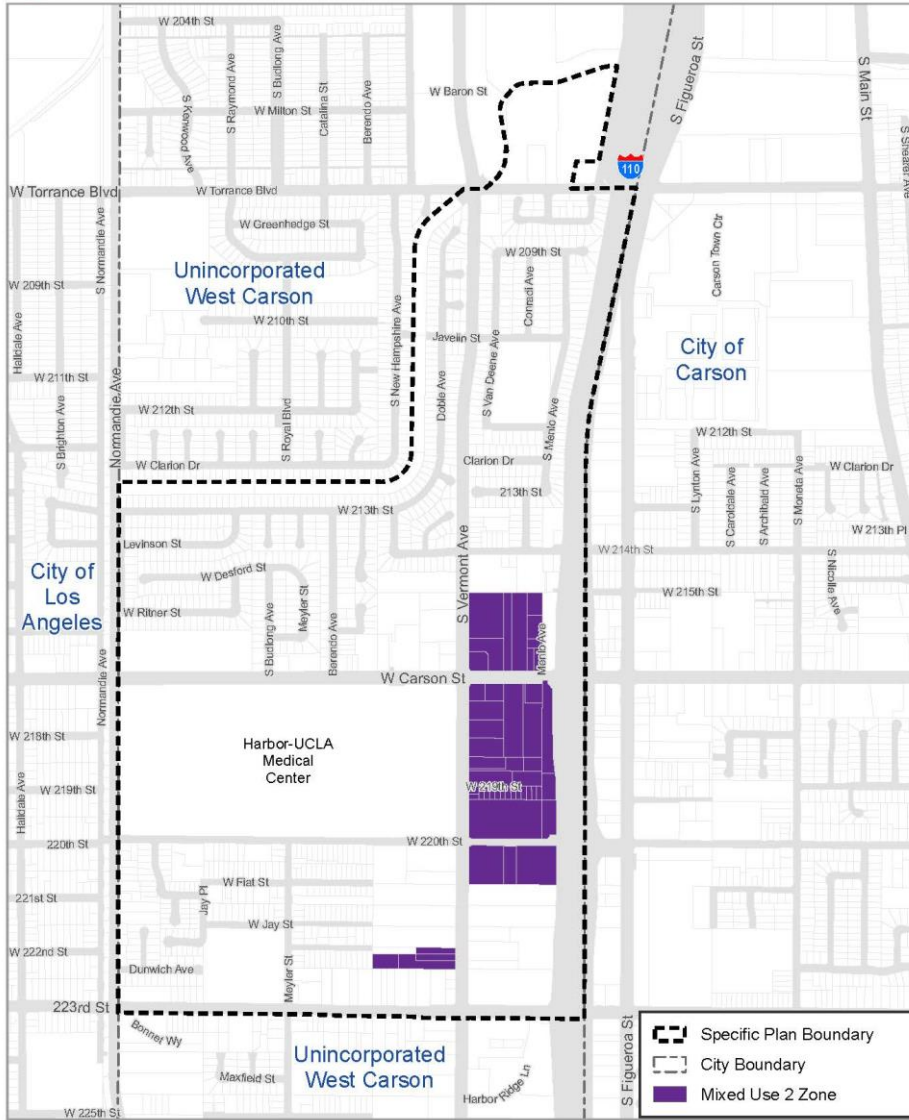 W 204th St
S Kenwood Ave
S Raymond Ave
S Budlong Ave
Catalina St
Berendo Ave
W Milton St
W Baron St
S Figueroa St
S Main St
S Shearer Ave
110
W Torrance Blvd
W Torrance Blvd
S Normandie Ave
W Greenhedge St
Unincorporated
West Carson
W 209th St
W 209th St
Conradi Ave
Carson Town Ctr
Halldale Ave
W 210th St
S New Hampshire Ave
Javelin St
Doble Ave
S Van Deene Ave
City of
Carson
W 211th St
S Brighton Ave
Normandie Ave
W 212th St
S Royal Blvd
W Clarion Dr
Clarion Dr
S Menlo Ave
W 212th St
S Lynton Ave
S Caroldale Ave
S Archibald Ave
S Moneta Ave
W Clarion Dr
213th St
W 213th St
W 213th Pl
Levinson St
S Vermont Ave
W 214th St
S Nicolle Ave
City of
Los
Angeles
W Desford St
W Ritner St
S Budlong Ave
Meyler St
Berendo Ave
W 215th St
Menlo Ave
Normandie Ave
W Carson St
W 218th St
Harbor-UCLA
Medical
Center
W 219th St
W 219th St
Halldale Ave
220th St
W 220th St
W Fiat St
Jay Pl
221st St
W Jay St
W 222nd St
Dunwich Ave
Meyler St
223rd St
Bonnet Wy
Unincorporated
West Carson
Maxfield St
Harbor Ridge Ln
S Figueroa St
W 225th St
Specific Plan Boundary
City Boundary
Mixed Use 2 Zone